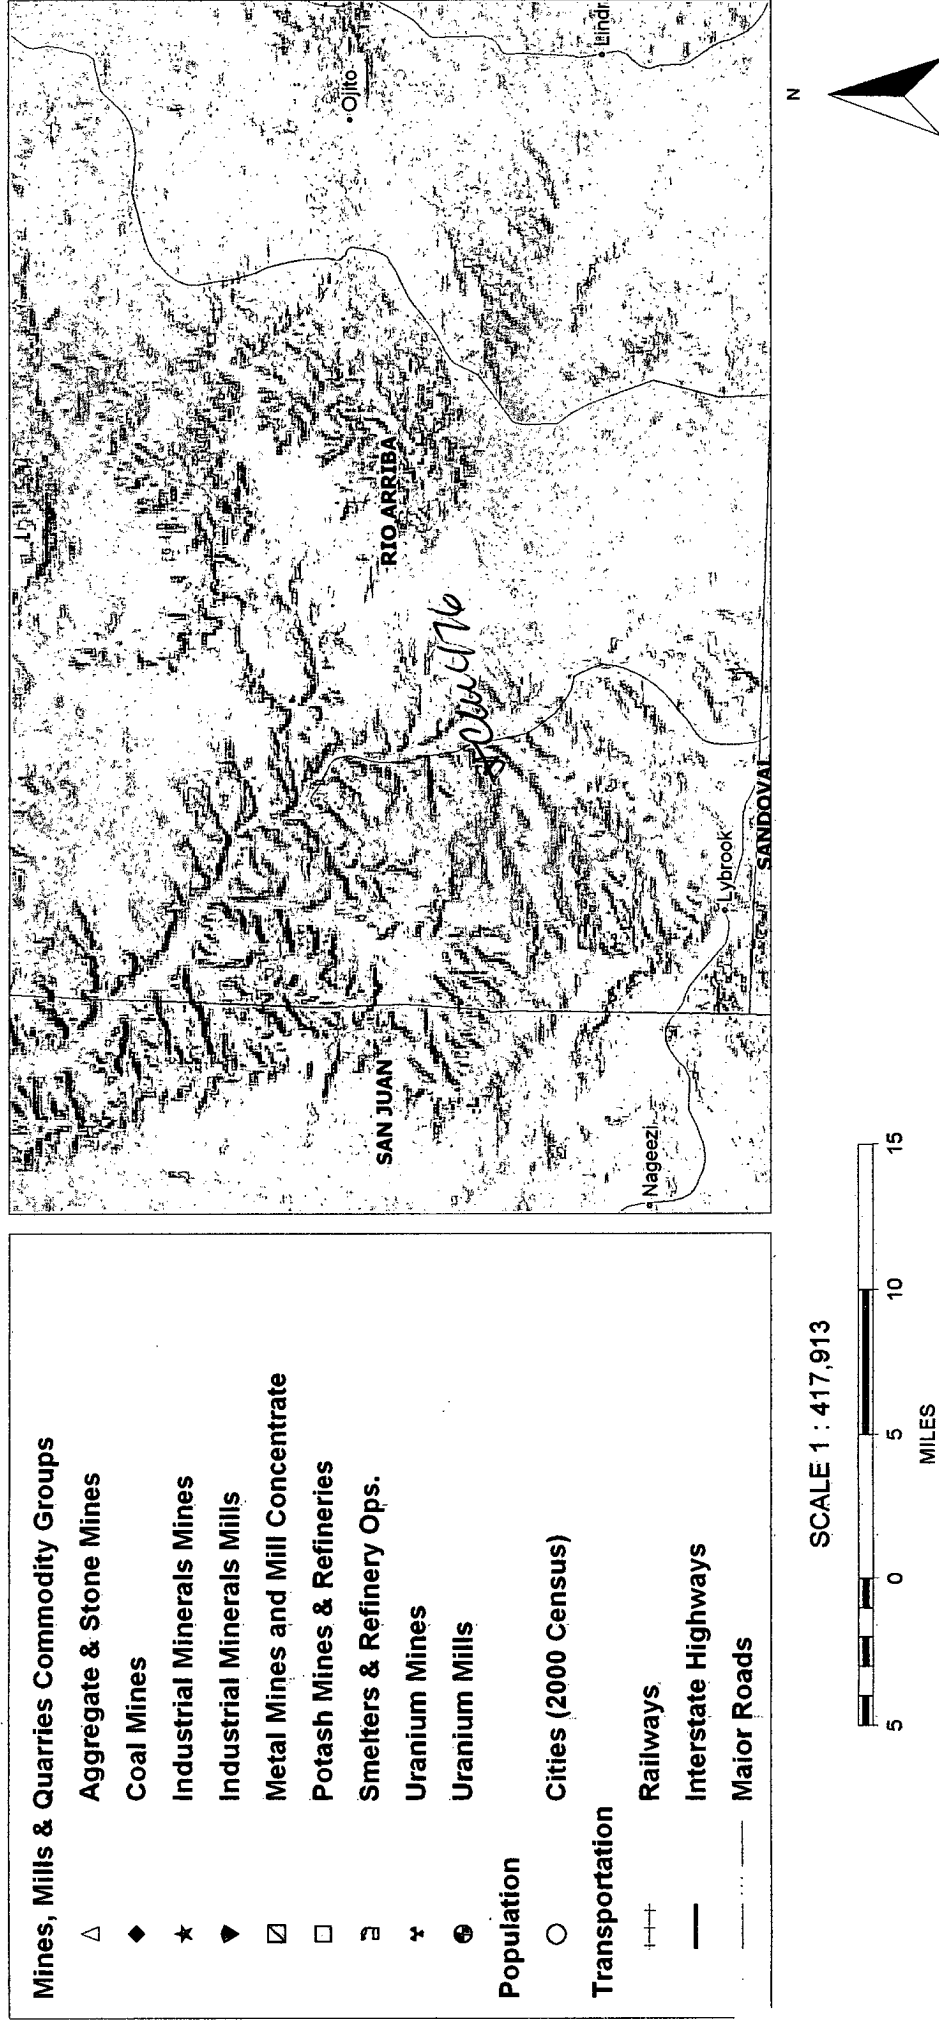 Mines, Mills & Quarries Commodity Groups
Aggregate & Stone Mines
Coal Mines
Industrial Minerals Mines
Industrial Minerals Mills
Metal Mines and Mill Concentrate
Potash Mines & Refineries
Smelters & Refinery Ops.
Uranium Mines
Uranium Mills
Population
Cities (2000 Census)
Transportation
Railways
Interstate Highways
Major Roads
Ojito
Lindr
RIO ARRIBA
SAN JUAN
Nageezi
Lybrook
SANDOVAL
N
SCALE 1 : 417,913
5 0 5 10 15
MILES